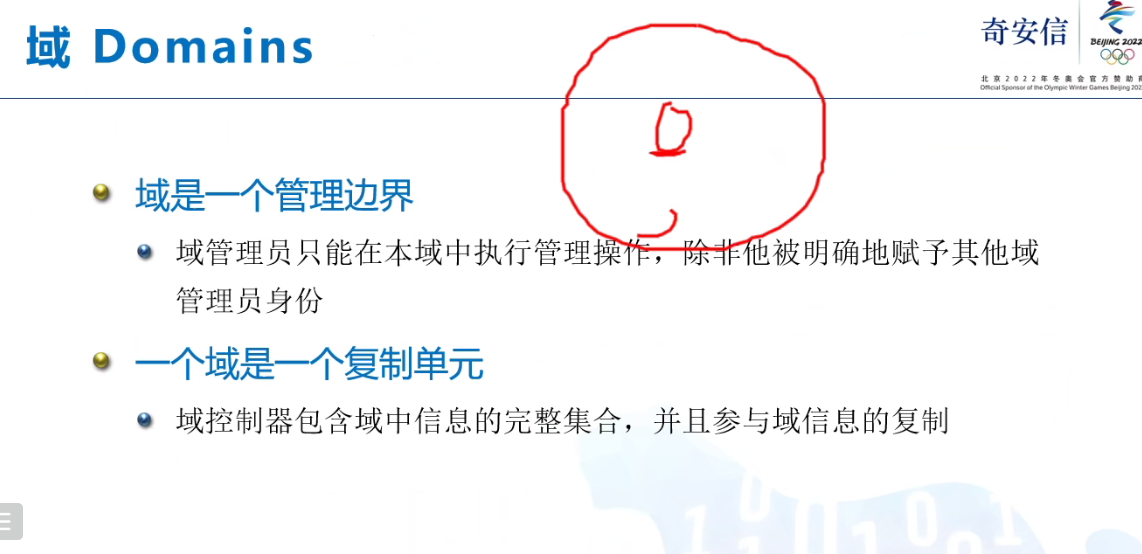 域 Domains
奇安信
BEIJING 2022
北京2022年冬奥会官方赞助商
Official Sponsor of the Olympic Winter Games Beijing 202
域是一个管理边界
域管理员只能在本域中执行管理操作，除非他被明确地赋予其他域
管理员身份
一个域是一个复制单元
域控制器包含域中信息的完整集合，并且参与域信息的复制